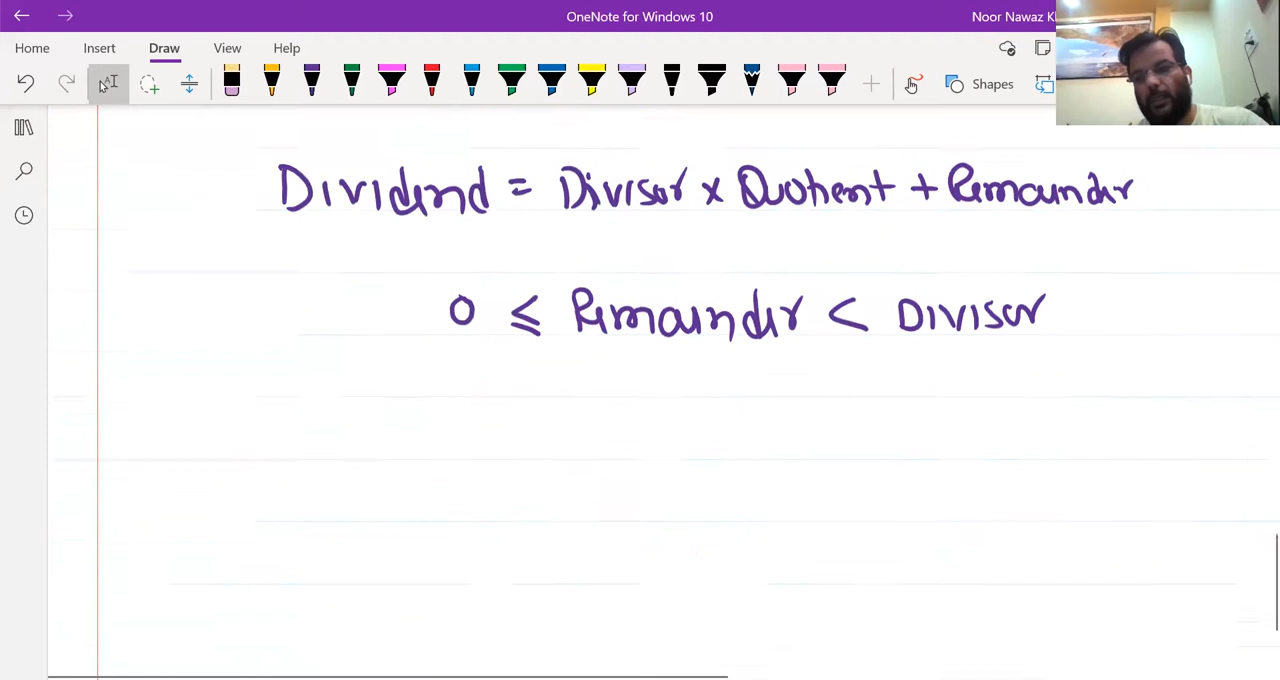 OneNote for Windows 10
Noor Nawaz
Home Insert Draw View Help
Shapes
Dividend = Divisor × Quotient + Remainder
0 ≤ Remainder < Divisor